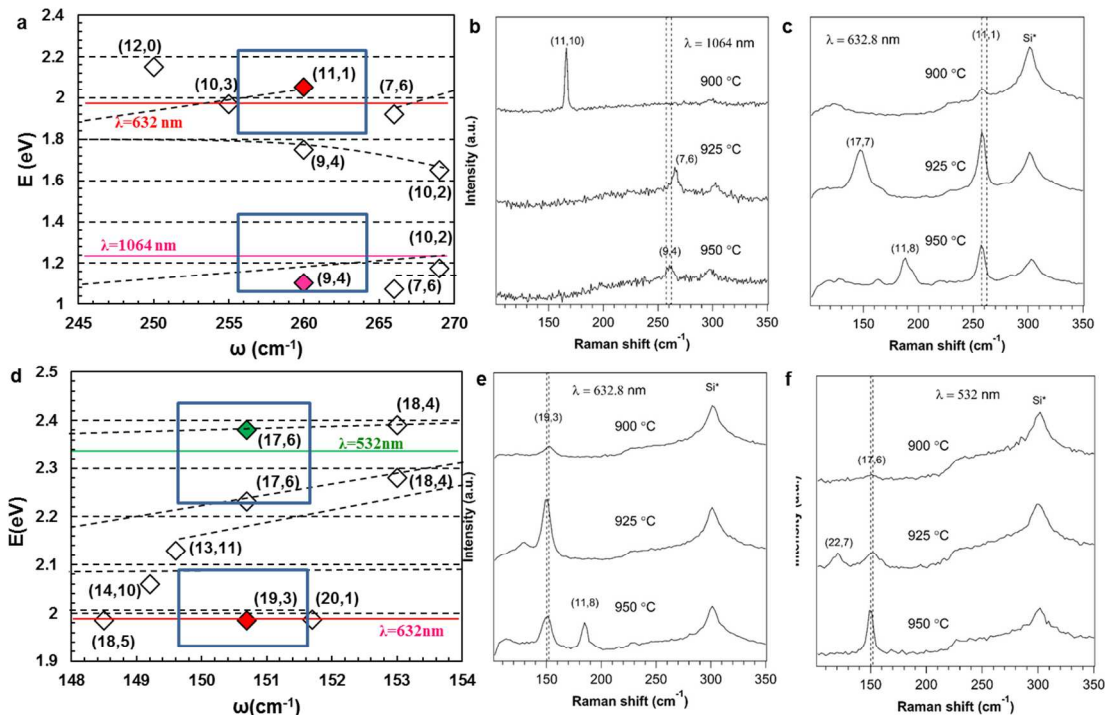 a
E (eV)
2.4
2.2
2
1.8
1.6
1.4
1.2
1
(12,0)
(10,3)
(11,1)
(7,6)
λ=632 nm
(9,4)
(10,2)
(10,2)
λ=1064 nm
(9,4)
(7,6)
245 250 255 260 265 270
ω (cm-1)
b
Intensity (a.u.)
(11,10)
λ = 1064 nm
900 °C
925 °C
(7,6)
950 °C
(9,4)
150 200 250 300 350
Raman shift (cm-1)
c
λ = 632.8 nm
(11,1)
Si*
900 °C
(17,7)
925 °C
950 °C
(11,8)
150 200 250 300 350
Raman shift (cm-1)
d
E(eV)
2.5
2.4
2.3
2.2
2.1
2
1.9
(18,4)
(17,6)
λ=532nm
(17,6)
(18,4)
(13,11)
(14,10)
(19,3)
(20,1)
(18,5)
λ=632nm
148 149 150 151 152 153 154
ω(cm-1)
e
Intensity (a.u.)
λ = 632.8 nm
Si*
(19,3)
900 °C
925 °C
950 °C
(11,8)
150 200 250 300 350
Raman shift (cm-1)
f
λ = 532 nm
Si*
900 °C
(17,6)
925 °C
(22,7)
950 °C
150 200 250 300 350
Raman shift (cm-1)